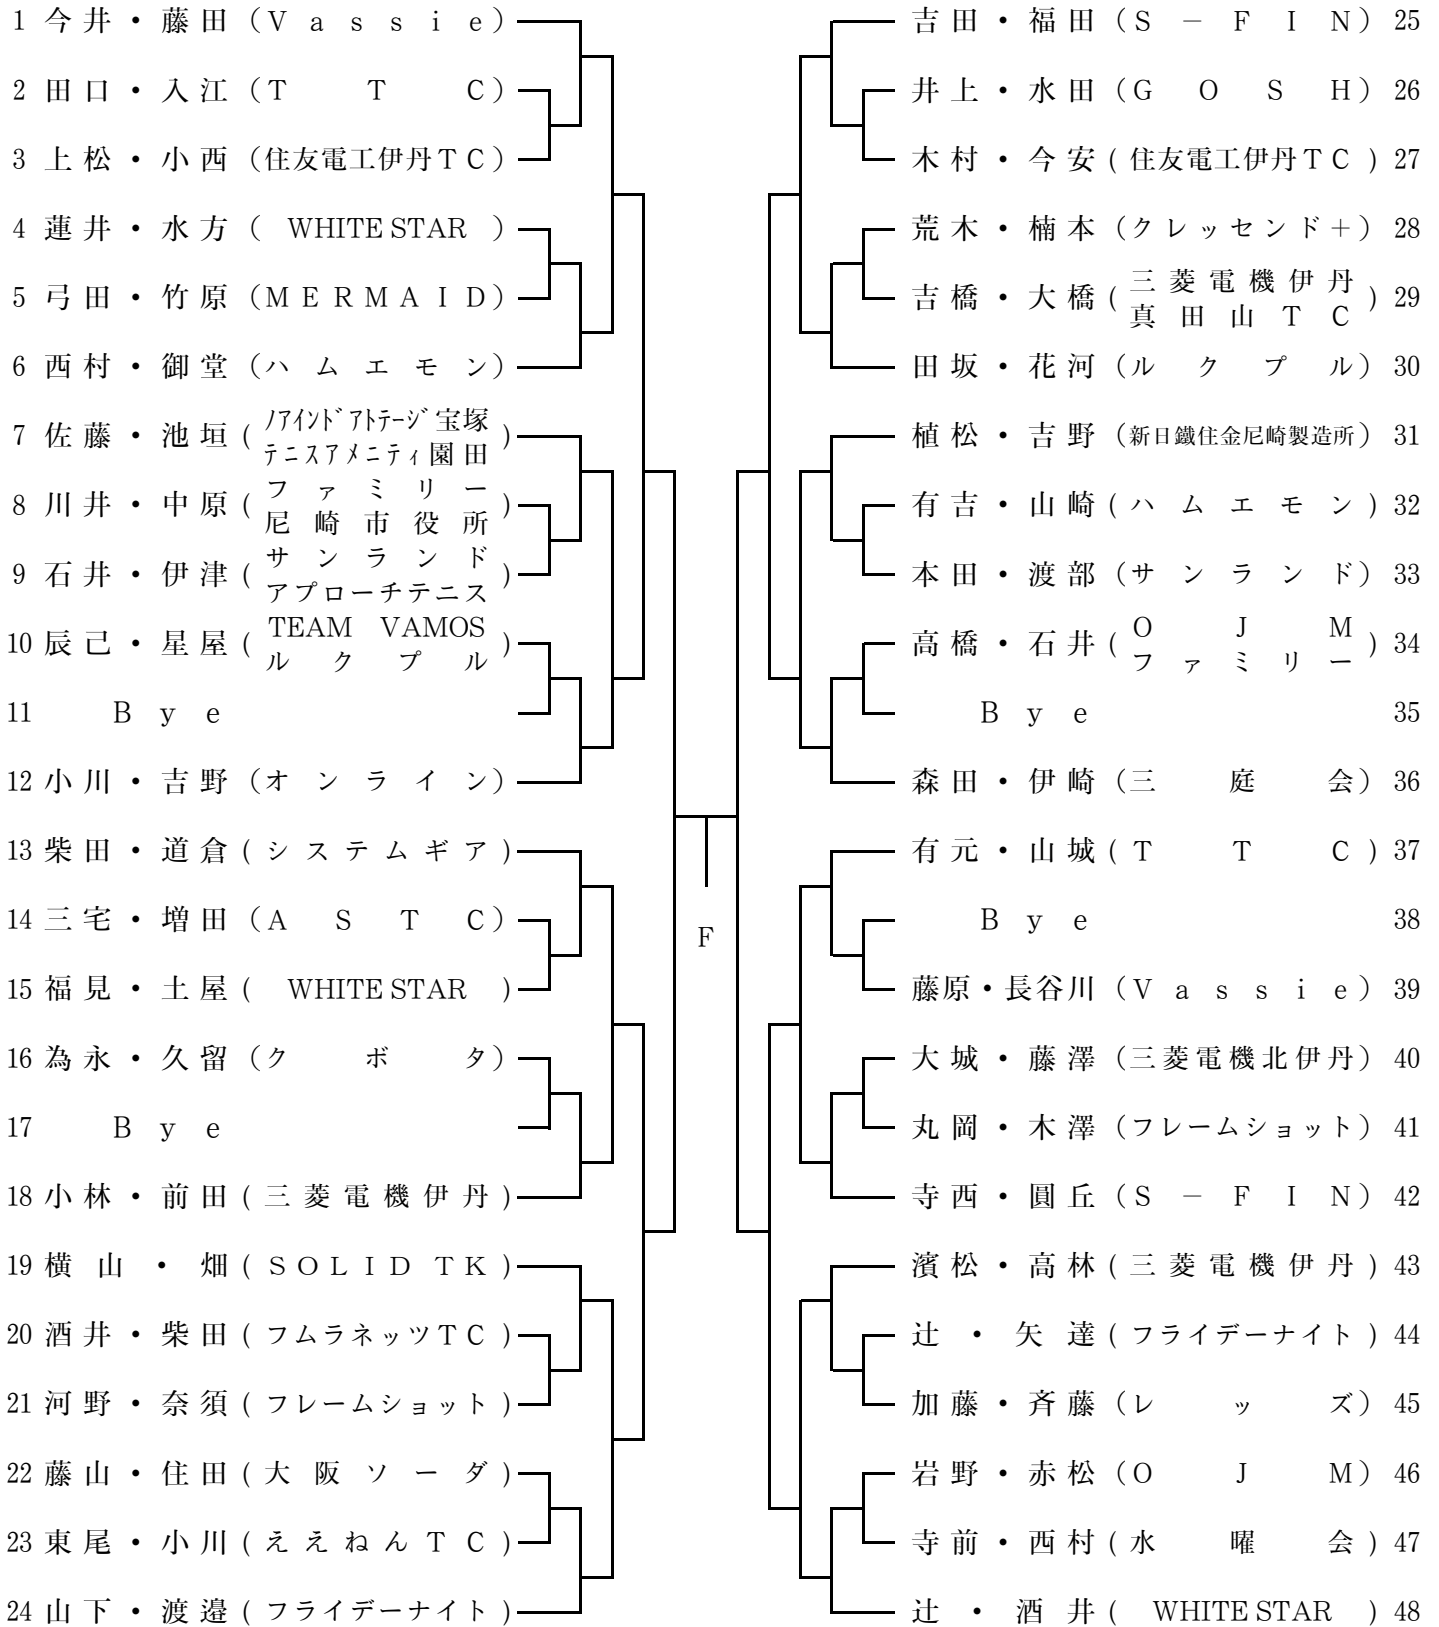 1 今井・藤田 (Vassie)
2 田口・入江 (TTC)
3 上松・小西 (住友電工伊丹TC)
4 蓮井・水方 ( WHITE STAR )
5 弓田・竹原 (MERMAID)
6 西村・御堂 (ハムエモン)
7 佐藤・池垣 (ﾉｱｲﾝﾄﾞｱﾄﾃｰｼﾞ宝塚
テニスアメニティ園田)
8 川井・中原 (ファミリー
尼崎市役所)
9 石井・伊津 (サンランド
アプローチテニス)
10 辰己・星屋 (TEAM VAMOS
ルクプル)
11 Bye
12 小川・吉野 (オンライン)
13 柴田・道倉 (システムギア)
14 三宅・増田 (ASTC)
15 福見・土屋 ( WHITE STAR )
16 為永・久留 (クボタ)
17 Bye
18 小林・前田 (三菱電機伊丹)
19 横山・畑 (SOLID TK)
20 酒井・柴田 (フムラネッツTC)
21 河野・奈須 (フレームショット)
22 藤山・住田 (大阪ソーダ)
23 東尾・小川 (ええねんTC)
24 山下・渡邉 (フライデーナイト)
F
吉田・福田 (S－FIN) 25
井上・水田 (GOSH) 26
木村・今安 (住友電工伊丹TC) 27
荒木・楠本 (クレッセンド＋) 28
吉橋・大橋 (三菱電機伊丹
真田山TC) 29
田坂・花河 (ルクプル) 30
植松・吉野 (新日鐵住金尼崎製造所) 31
有吉・山崎 (ハムエモン) 32
本田・渡部 (サンランド) 33
高橋・石井 (OJM
ファミリー) 34
Bye 35
森田・伊崎 (三庭会) 36
有元・山城 (TTC) 37
Bye 38
藤原・長谷川 (Vassie) 39
大城・藤澤 (三菱電機北伊丹) 40
丸岡・木澤 (フレームショット) 41
寺西・圓丘 (S－FIN) 42
濱松・高林 (三菱電機伊丹) 43
辻・矢達 (フライデーナイト) 44
加藤・斉藤 (レッズ) 45
岩野・赤松 (OJM) 46
寺前・西村 (水曜会) 47
辻・酒井 ( WHITE STAR ) 48